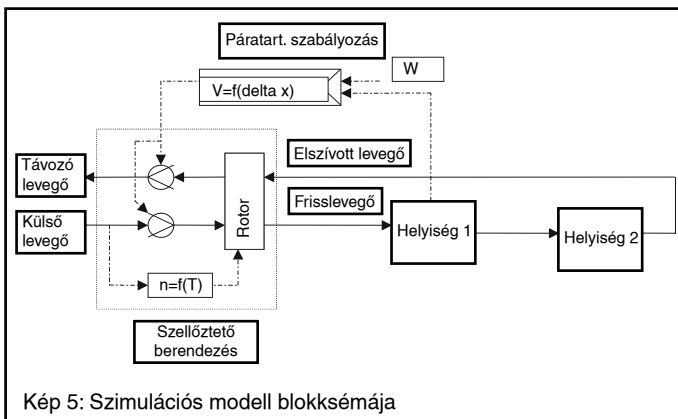 Páratart. szabályozás
W
V=f(delta x)
Távozó
levegő
Elszívott levegő
Külső
levegő
Rotor
Frisslevegő
Helyiség 1
Helyiség 2
n=f(T)
Szellőztető
berendezés
Kép 5: Szimulációs modell blokksémája